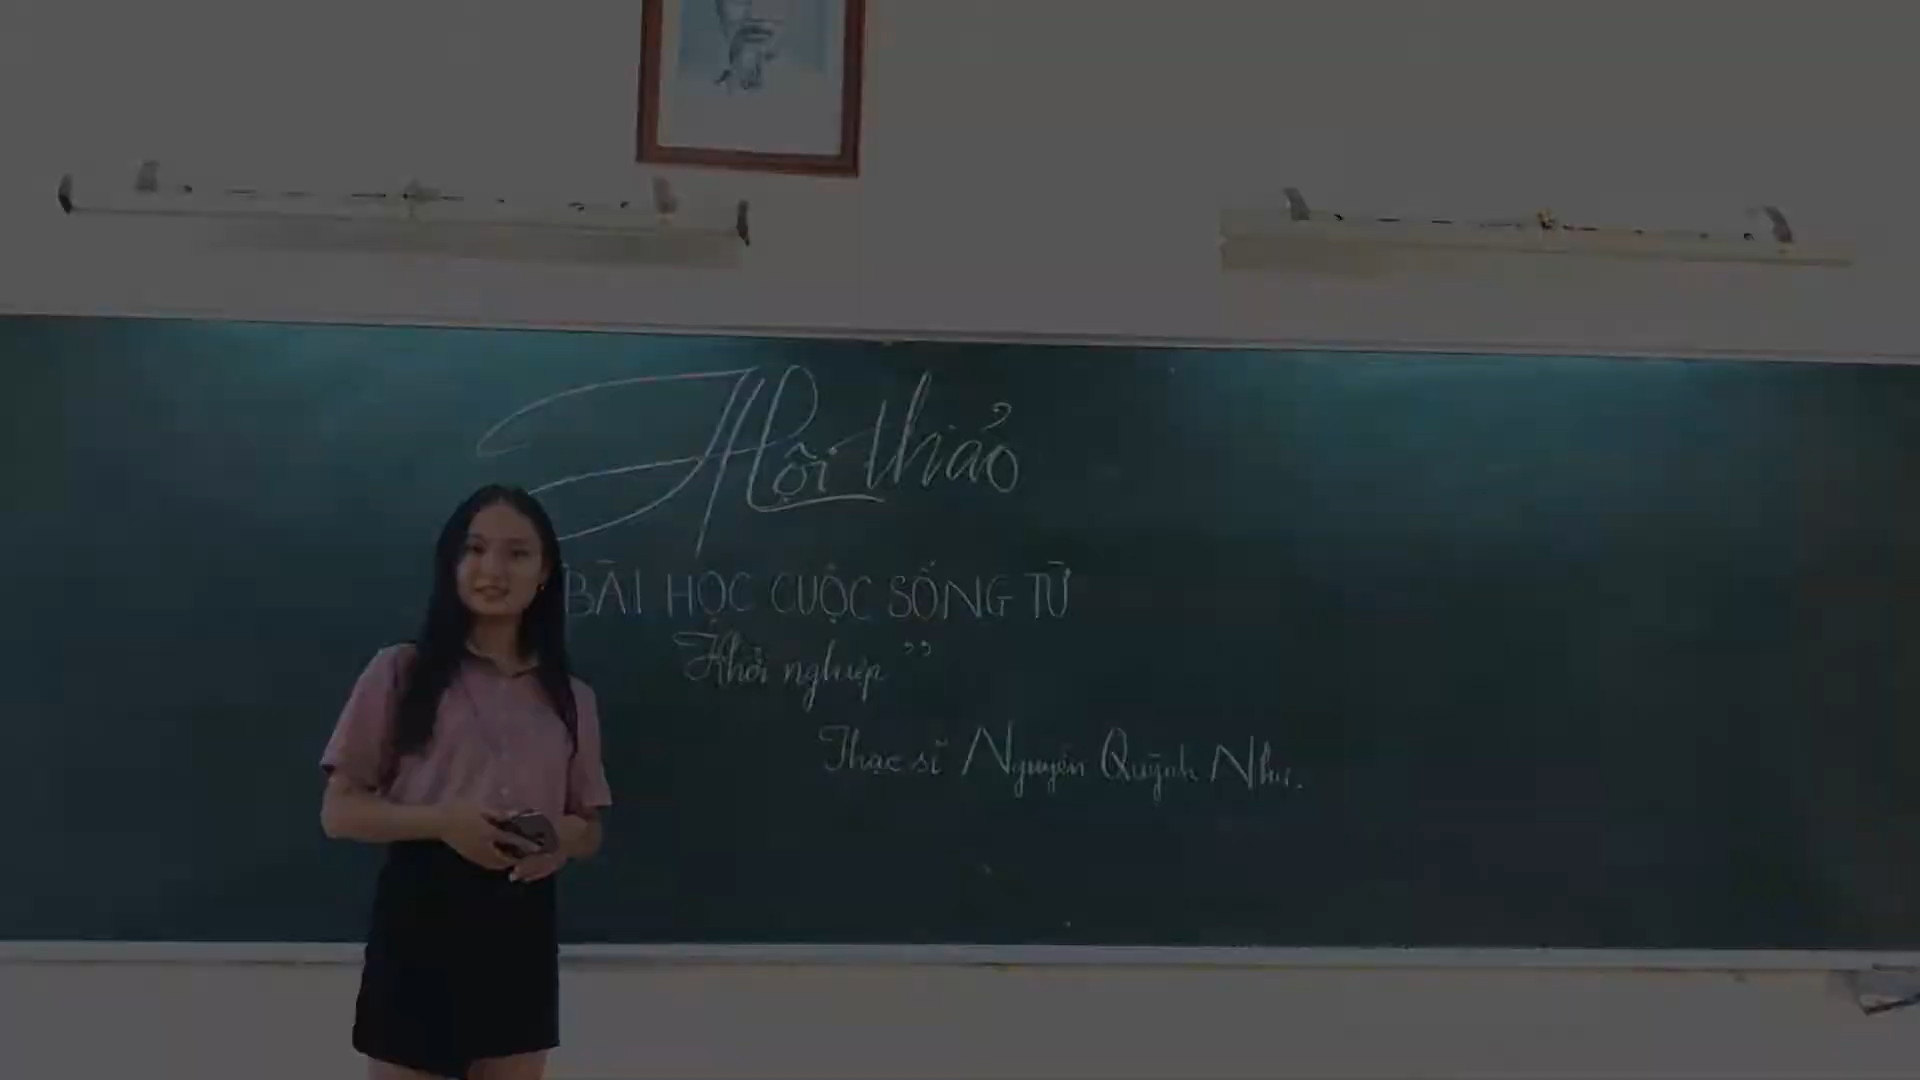 Hội thảo
BÀI HỌC CUỘC SỐNG TỪ
Khởi nghiệp”
Thạc sĩ Nguyễn Quỳnh Như.